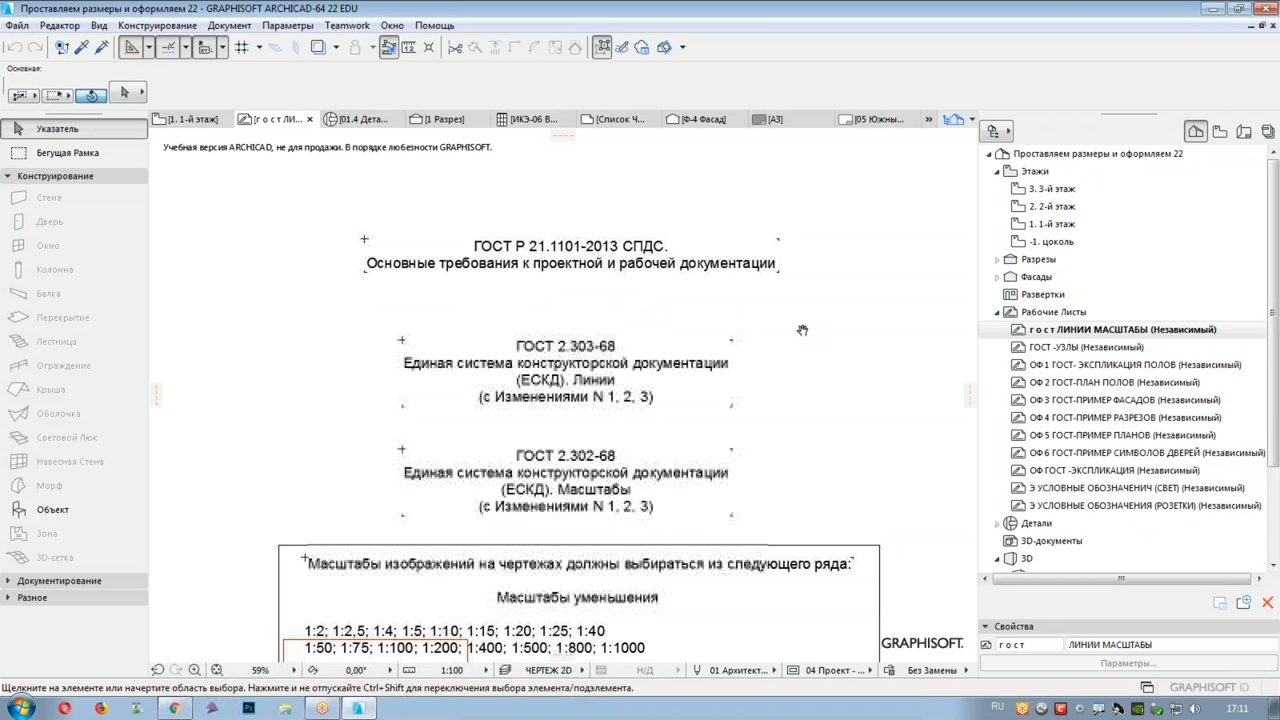 Проставляем размеры и оформляем 22 - GRAPHISOFT ARCHICAD-64 22 EDU
Файл Редактор Вид Конструирование Документ Параметры Teamwork Окно Помощь
Основная:
[1. 1-й этаж] [г о с т ЛИ... [01.4 Дета... [1 Разрез] [ИКЭ-06 В... [Список Ч... [Ф-4 Фасад] [А3] [05 Южны...
Указатель
Бегущая Рамка
Конструирование
Стена
Дверь
Окно
Колонна
Балка
Перекрытие
Лестница
Ограждение
Крыша
Оболочка
Световой Люк
Навесная Стена
Морф
Объект
Зона
3D-сетка
Документирование
Разное
Учебная версия ARCHICAD, не для продажи. В порядке любезности GRAPHISOFT.
ГОСТ Р 21.1101-2013 СПДС.
Основные требования к проектной и рабочей документации
ГОСТ 2.303-68
Единая система конструкторской документации
(ЕСКД). Линии
(с Изменениями N 1, 2, 3)
ГОСТ 2.302-68
Единая система конструкторской документации
(ЕСКД). Масштабы
(с Изменениями N 1, 2, 3)
Масштабы изображений на чертежах должны выбираться из следующего ряда:
Масштабы уменьшения
1:2; 1:2,5; 1:4; 1:5; 1:10; 1:15; 1:20; 1:25; 1:40
1:50; 1:75; 1:100; 1:200; 1:400; 1:500; 1:800; 1:1000
GRAPHISOFT.
Проставляем размеры и оформляем 22
Этажи
3. 3-й этаж
2. 2-й этаж
1. 1-й этаж
-1. цоколь
Разрезы
Фасады
Развертки
Рабочие Листы
г о с т ЛИНИИ МАСШТАБЫ (Независимый)
ГОСТ -УЗЛЫ (Независимый)
ОФ 1 ГОСТ- ЭКСПЛИКАЦИЯ ПОЛОВ (Независимый)
ОФ 2 ГОСТ-ПЛАН ПОЛОВ (Независимый)
ОФ 3 ГОСТ-ПРИМЕР ФАСАДОВ (Независимый)
ОФ 4 ГОСТ-ПРИМЕР РАЗРЕЗОВ (Независимый)
ОФ 5 ГОСТ-ПРИМЕР ПЛАНОВ (Независимый)
ОФ 6 ГОСТ-ПРИМЕР СИМВОЛОВ ДВЕРЕЙ (Независимый)
ОФ ГОСТ -ЭКСПЛИКАЦИЯ (Независимый)
Э УСЛОВНЫЕ ОБОЗНАЧЕНИЧ (СВЕТ) (Независимый)
Э УСЛОВНЫЕ ОБОЗНАЧЕНИЯ (РОЗЕТКИ) (Независимый)
Детали
3D-документы
3D
Свойства
г о с т ЛИНИИ МАСШТАБЫ
Параметры...
59% 0,00° 1:100 ЧЕРТЕЖ 2D Н/Д 01 Архитект... 04 Проект - ... Без Замены
Щелкните на элементе или начертите область выбора. Нажмите и не отпускайте Ctrl+Shift для переключения выбора элемента/подэлемента.
GRAPHISOFT ID
RU 17:11